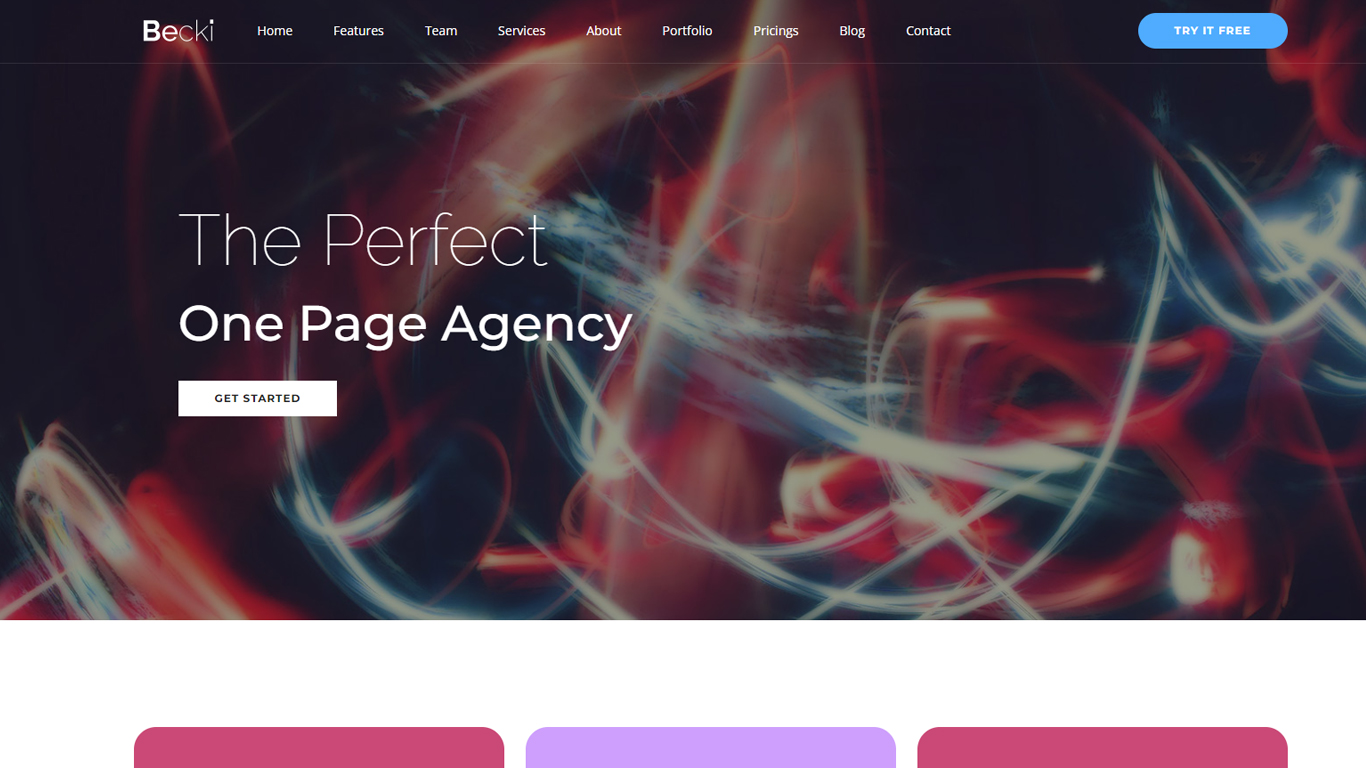 Becki
Home Features Team Services About Portfolio Pricings Blog Contact
TRY IT FREE
The Perfect
One Page Agency
GET STARTED